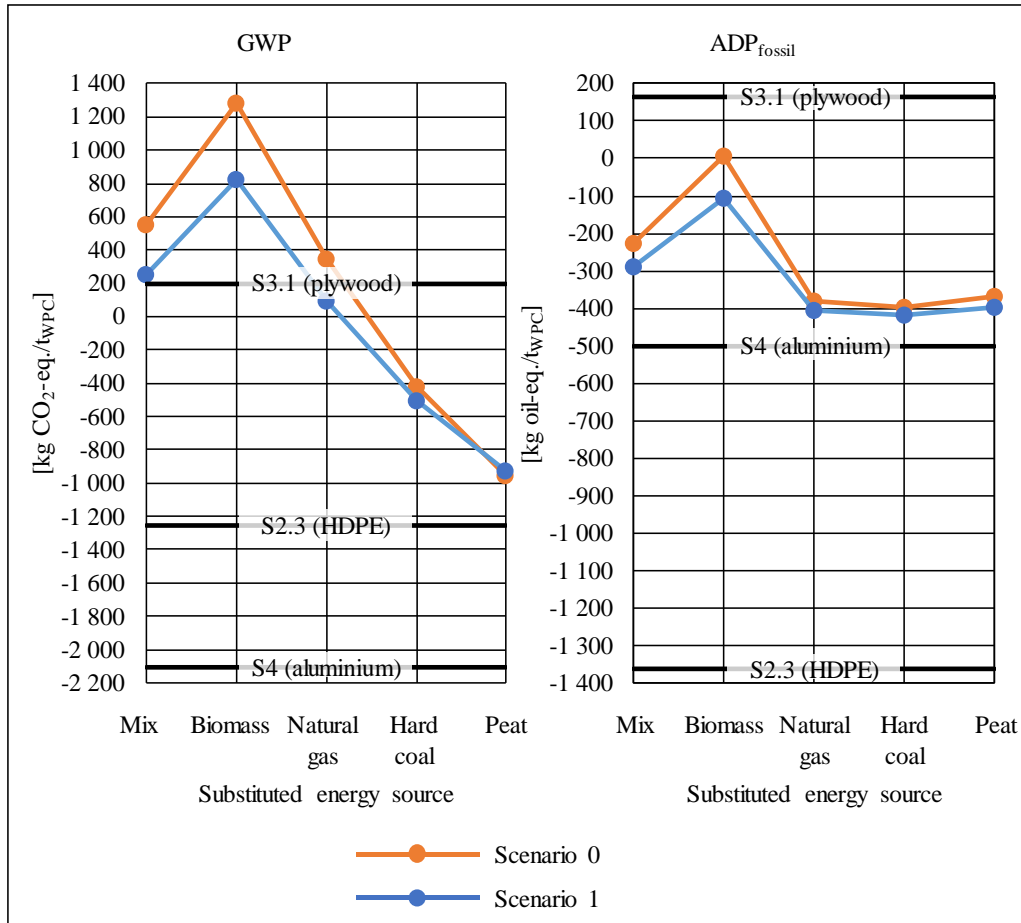 GWP
[kg CO₂-eq./tWPC]
1 400
1 200
1 000
800
600
400
200
0
-200
-400
-600
-800
-1 000
-1 200
-1 400
-1 600
-1 800
-2 000
-2 200
S3.1 (plywood)
S2.3 (HDPE)
S4 (aluminium)
Mix
Biomass
Natural
gas
Hard
coal
Peat
Substituted energy source
ADPfossil
[kg oil-eq./tWPC]
200
100
0
-100
-200
-300
-400
-500
-600
-700
-800
-900
-1 000
-1 100
-1 200
-1 300
-1 400
S3.1 (plywood)
S4 (aluminium)
S2.3 (HDPE)
Mix
Biomass
Natural
gas
Hard
coal
Peat
Substituted energy source
Scenario 0
Scenario 1